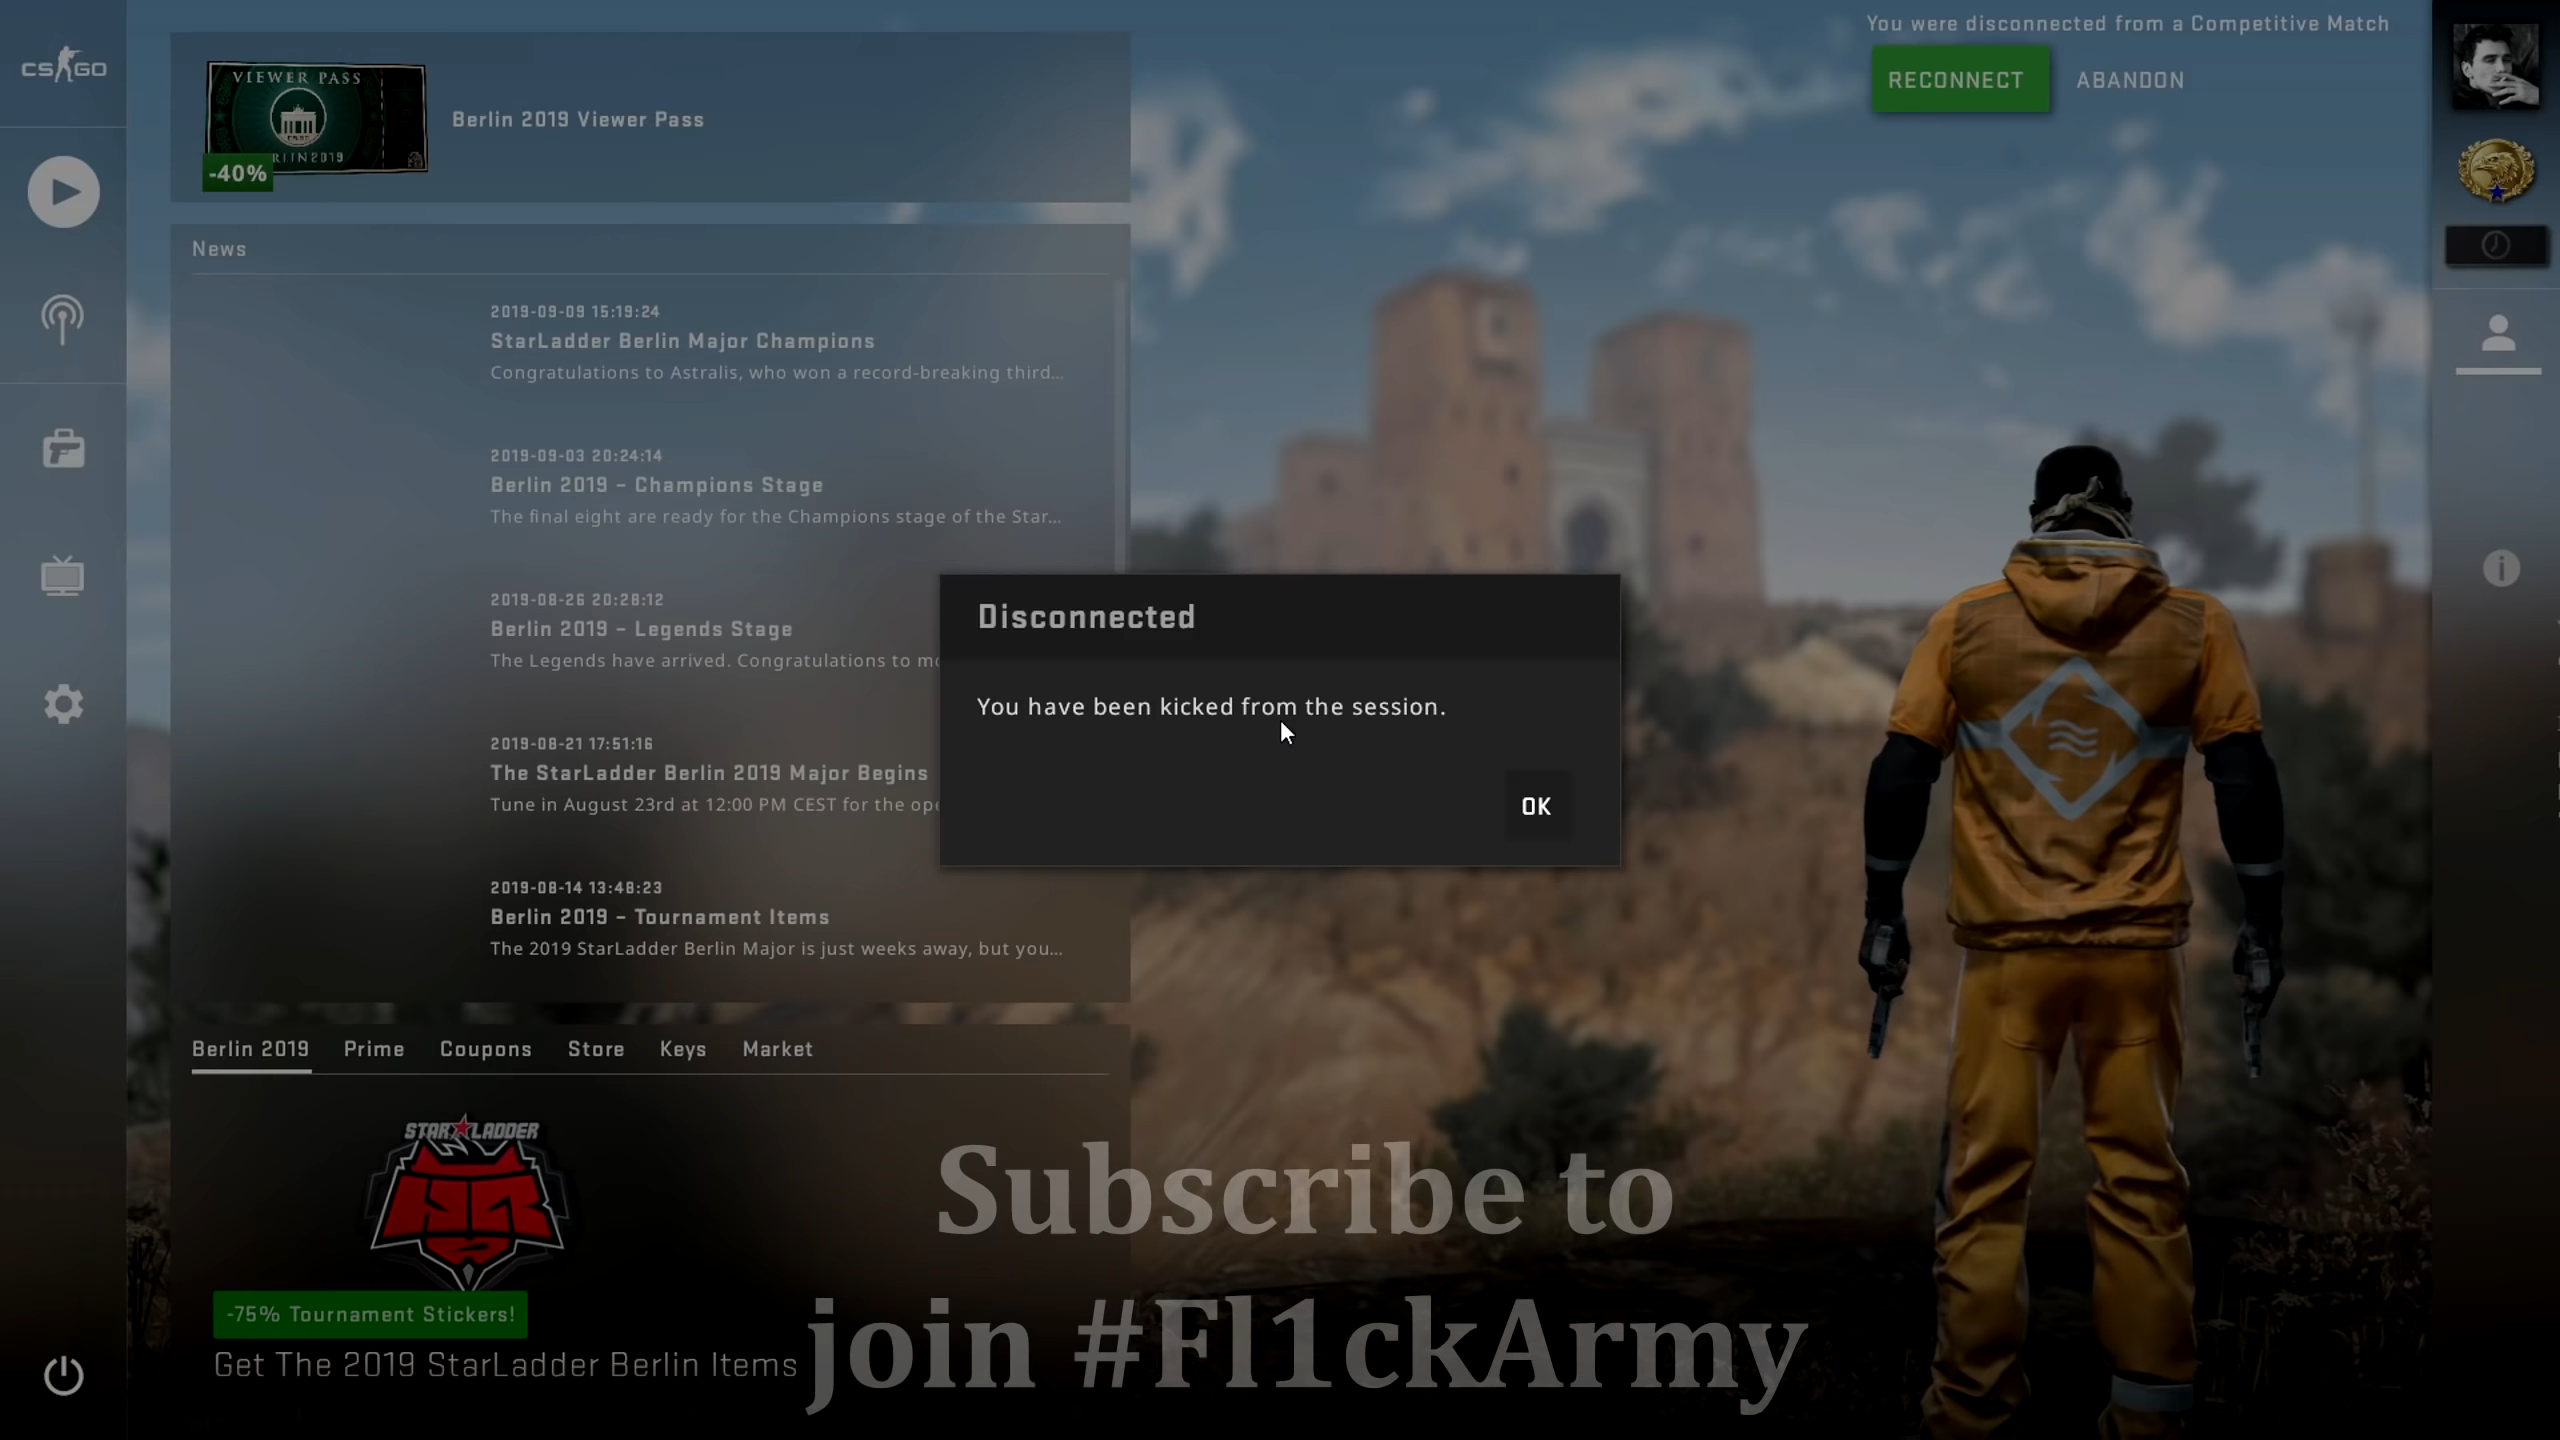 You were disconnected from a Competitive Match
RECONNECT
ABANDON
CS GO
VIEWER PASS
RLIN2019
-40%
Berlin 2019 Viewer Pass
News
2019-09-09 15:19:24
StarLadder Berlin Major Champions
Congratulations to Astralis, who won a record-breaking third...
2019-09-03 20:24:14
Berlin 2019 – Champions Stage
The final eight are ready for the Champions stage of the Star...
2019-08-26 20:28:12
Berlin 2019 – Legends Stage
The Legends have arrived. Congratulations to mo
2019-08-21 17:51:16
The StarLadder Berlin 2019 Major Begins
Tune in August 23rd at 12:00 PM CEST for the ope
2019-08-14 13:48:23
Berlin 2019 – Tournament Items
The 2019 StarLadder Berlin Major is just weeks away, but you...
Disconnected
You have been kicked from the session.
OK
Berlin 2019
Prime
Coupons
Store
Keys
Market
STAR LADDER
HR
-75% Tournament Stickers!
Get The 2019 StarLadder Berlin Items
Subscribe to
join #Fl1ckArmy